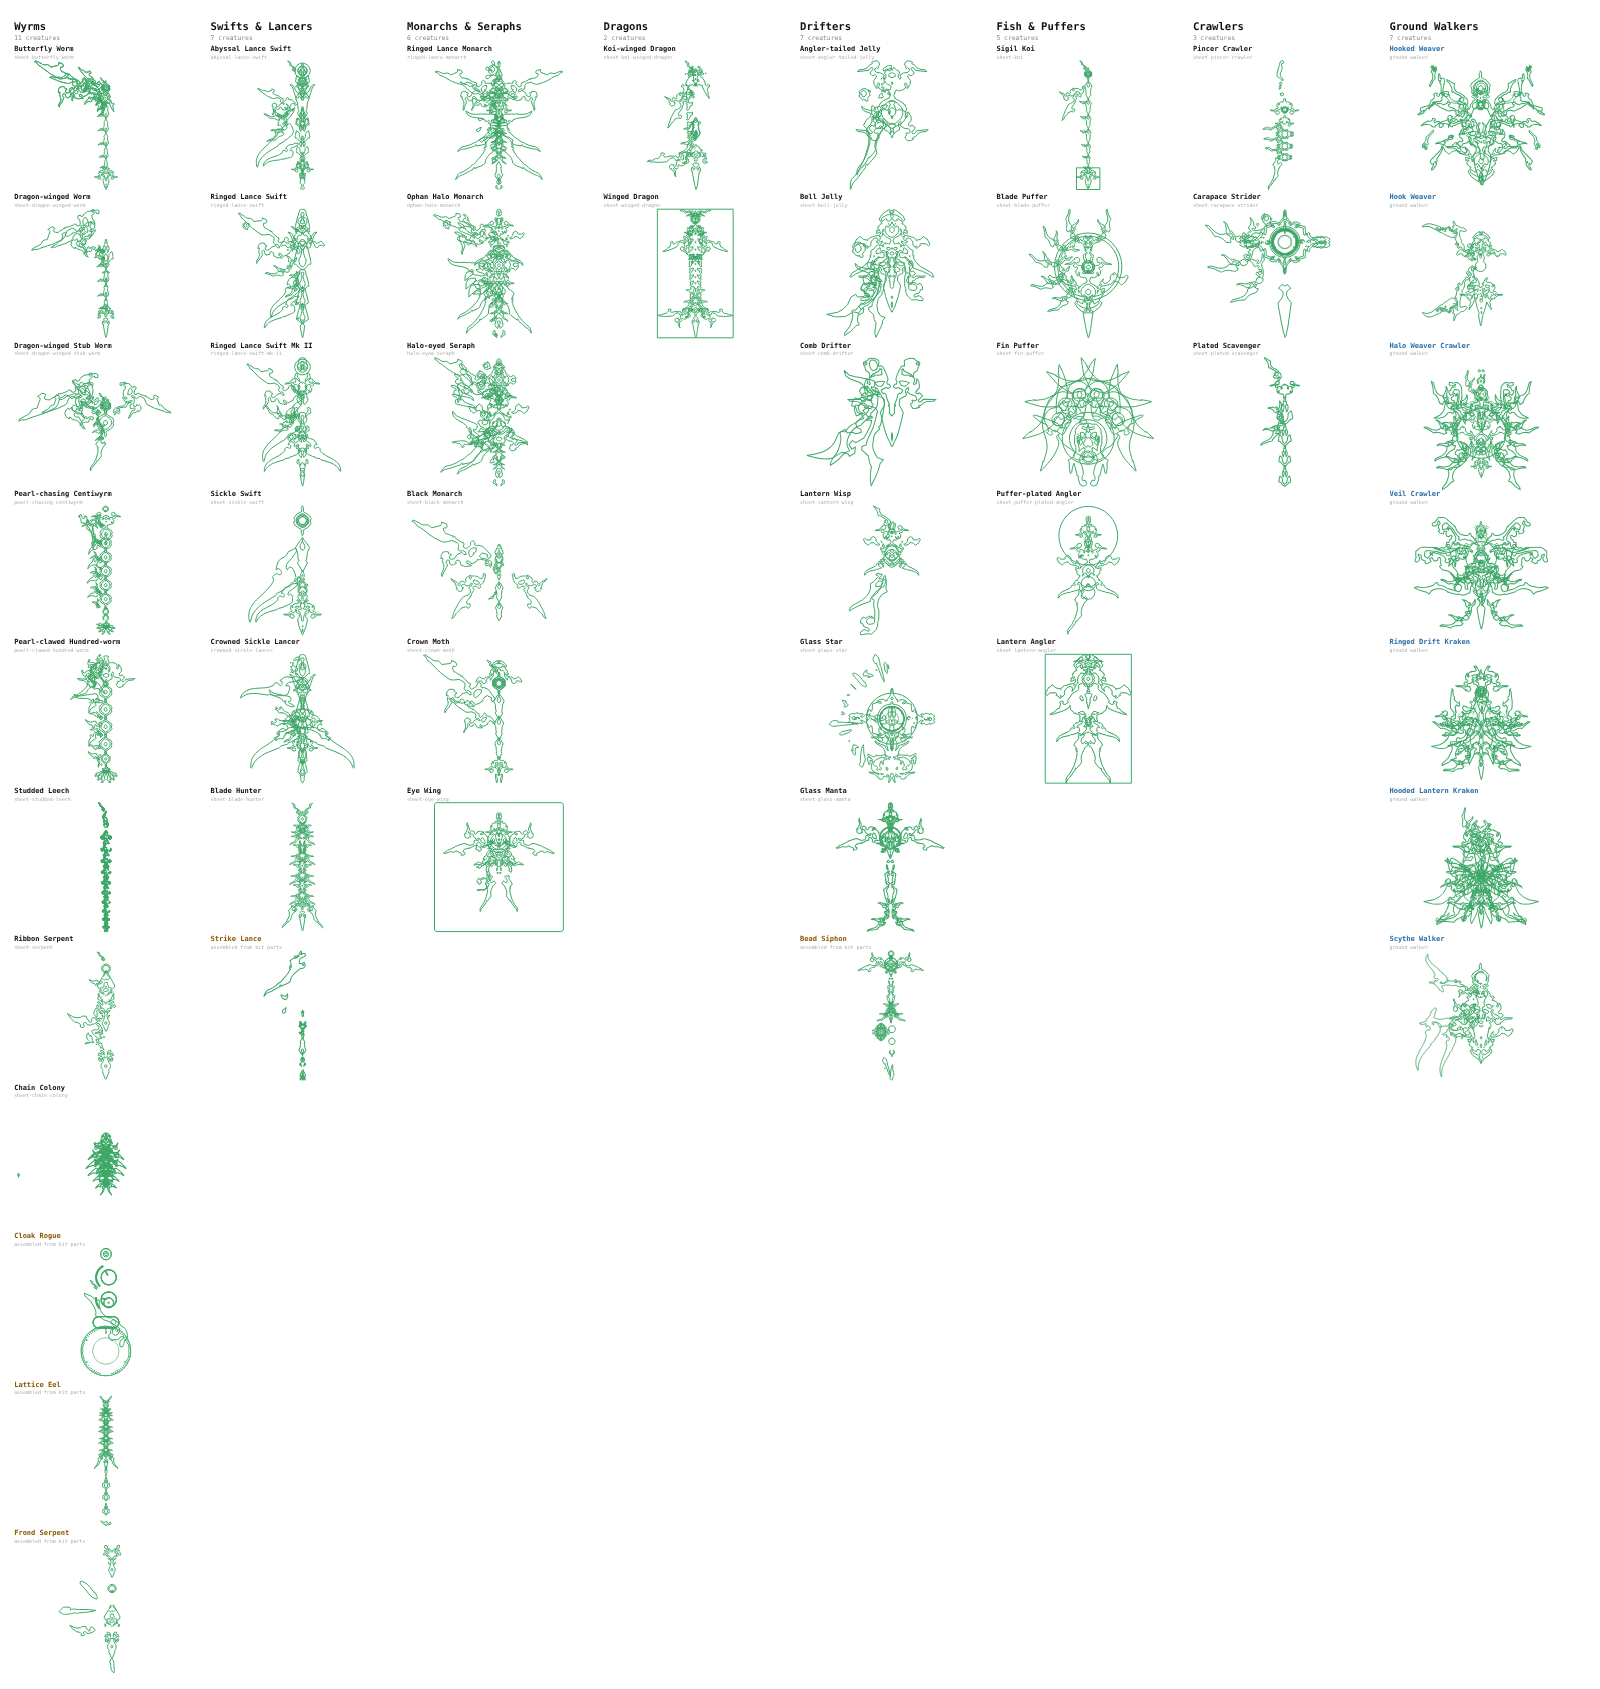 Wyrms
11 creatures
Butterfly Worm
sheet-butterfly-worm
Dragon-winged Worm
sheet-dragon-winged-worm
Dragon-winged Stub Worm
sheet-dragon-winged-stub-worm
Pearl-chasing Centiwyrm
pearl-chasing-centiwyrm
Pearl-clawed Hundred-worm
pearl-clawed-hundred-worm
Studded Leech
sheet-studded-leech
Ribbon Serpent
sheet-serpent
Chain Colony
sheet-chain-colony
Cloak Rogue
assembled from kit parts
Lattice Eel
assembled from kit parts
Frond Serpent
assembled from kit parts
Swifts & Lancers
7 creatures
Abyssal Lance Swift
abyssal-lance-swift
Ringed Lance Swift
ringed-lance-swift
Ringed Lance Swift Mk II
ringed-lance-swift-mk-ii
Sickle Swift
sheet-sickle-swift
Crowned Sickle Lancer
crowned-sickle-lancer
Blade Hunter
sheet-blade-hunter
Strike Lance
assembled from kit parts
Monarchs & Seraphs
6 creatures
Ringed Lance Monarch
ringed-lance-monarch
Ophan Halo Monarch
ophan-halo-monarch
Halo-eyed Seraph
halo-eyed-seraph
Black Monarch
sheet-black-monarch
Crown Moth
sheet-crown-moth
Eye Wing
sheet-eye-wing
Dragons
2 creatures
Koi-winged Dragon
sheet-koi-winged-dragon
Winged Dragon
sheet-winged-dragon
Drifters
7 creatures
Angler-tailed Jelly
sheet-angler-tailed-jelly
Bell Jelly
sheet-bell-jelly
Comb Drifter
sheet-comb-drifter
Lantern Wisp
sheet-lantern-wisp
Glass Star
sheet-glass-star
Glass Manta
sheet-glass-manta
Bead Siphon
assembled from kit parts
Fish & Puffers
5 creatures
Sigil Koi
sheet-koi
Blade Puffer
sheet-blade-puffer
Fin Puffer
sheet-fin-puffer
Puffer-plated Angler
sheet-puffer-plated-angler
Lantern Angler
sheet-lantern-angler
Crawlers
3 creatures
Pincer Crawler
sheet-pincer-crawler
Carapace Strider
sheet-carapace-strider
Plated Scavenger
sheet-plated-scavenger
Ground Walkers
7 creatures
Hooked Weaver
ground walker
Hook Weaver
ground walker
Halo Weaver Crawler
ground walker
Veil Crawler
ground walker
Ringed Drift Kraken
ground walker
Hooded Lantern Kraken
ground walker
Scythe Walker
ground walker